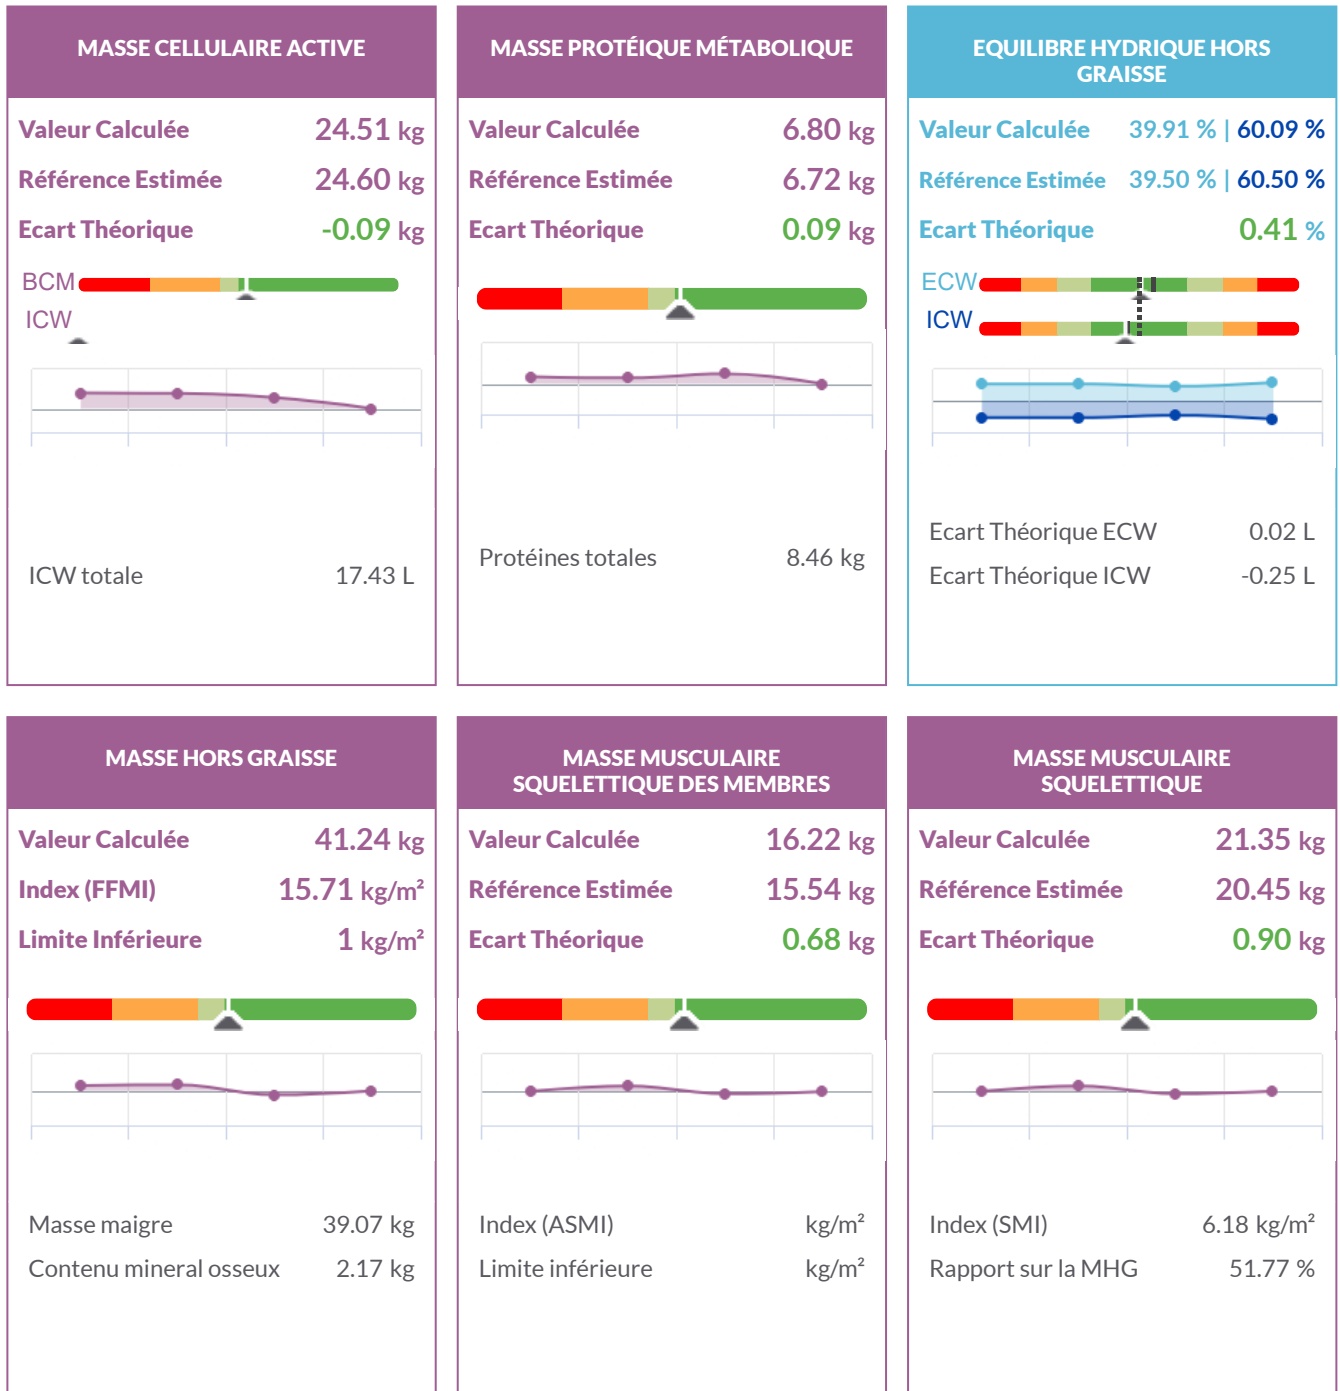 MASSE CELLULAIRE ACTIVE
Valeur Calculée 24.51 kg
Référence Estimée 24.60 kg
Ecart Théorique -0.09 kg
BCM
ICW
ICW totale 17.43 L
MASSE PROTÉIQUE MÉTABOLIQUE
Valeur Calculée 6.80 kg
Référence Estimée 6.72 kg
Ecart Théorique 0.09 kg
Protéines totales 8.46 kg
EQUILIBRE HYDRIQUE HORS
GRAISSE
Valeur Calculée 39.91 % | 60.09 %
Référence Estimée 39.50 % | 60.50 %
Ecart Théorique 0.41 %
ECW
ICW
Ecart Théorique ECW 0.02 L
Ecart Théorique ICW -0.25 L
MASSE HORS GRAISSE
Valeur Calculée 41.24 kg
Index (FFMI) 15.71 kg/m²
Limite Inférieure 1 kg/m²
Masse maigre 39.07 kg
Contenu mineral osseux 2.17 kg
MASSE MUSCULAIRE
SQUELETTIQUE DES MEMBRES
Valeur Calculée 16.22 kg
Référence Estimée 15.54 kg
Ecart Théorique 0.68 kg
Index (ASMI) kg/m²
Limite inférieure kg/m²
MASSE MUSCULAIRE
SQUELETTIQUE
Valeur Calculée 21.35 kg
Référence Estimée 20.45 kg
Ecart Théorique 0.90 kg
Index (SMI) 6.18 kg/m²
Rapport sur la MHG 51.77 %